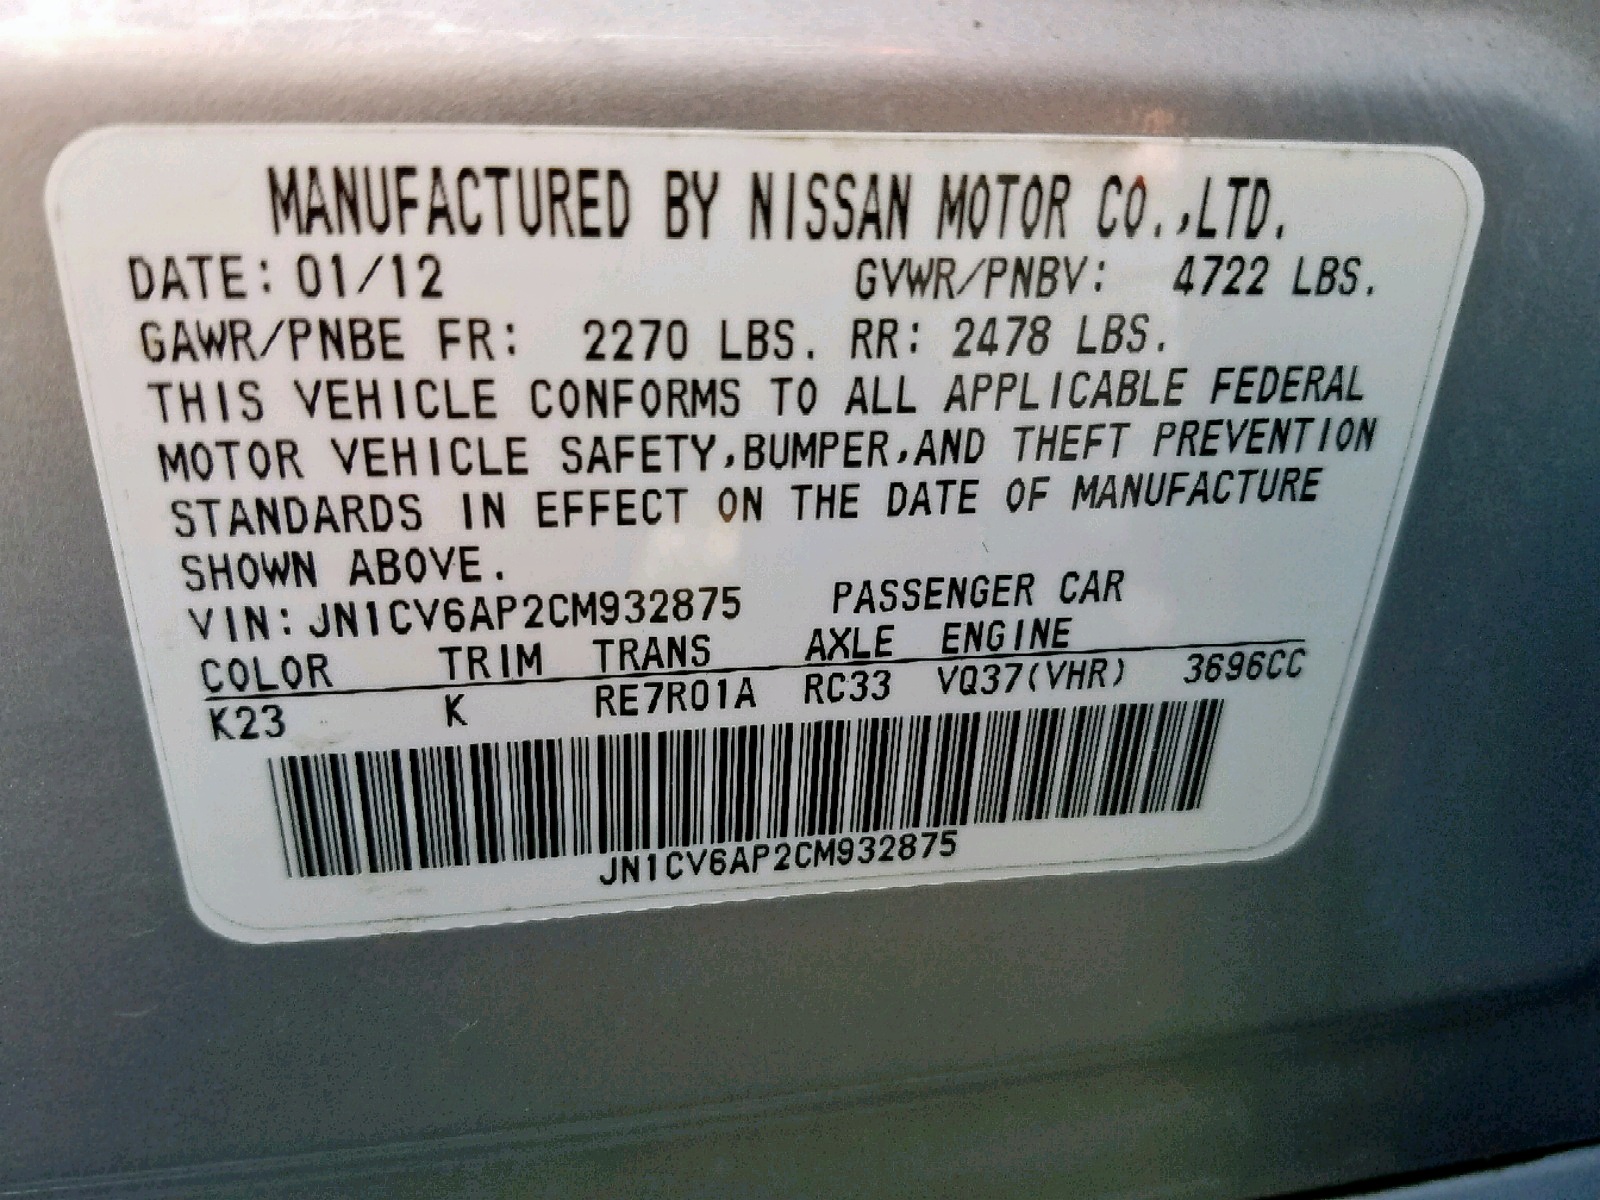 MANUFACTURED BY NISSAN MOTOR CO.,LTD.
DATE: 01/12 GVWR/PNBV: 4722 LBS.
GAWR/PNBE FR: 2270 LBS. RR: 2478 LBS.
THIS VEHICLE CONFORMS TO ALL APPLICABLE FEDERAL
MOTOR VEHICLE SAFETY,BUMPER,AND THEFT PREVENTION
STANDARDS IN EFFECT ON THE DATE OF MANUFACTURE
SHOWN ABOVE.
VIN: JN1CV6AP2CM932875 PASSENGER CAR
COLOR TRIM TRANS AXLE ENGINE
K23 K RE7R01A RC33 VQ37(VHR) 3696CC
JN1CV6AP2CM932875